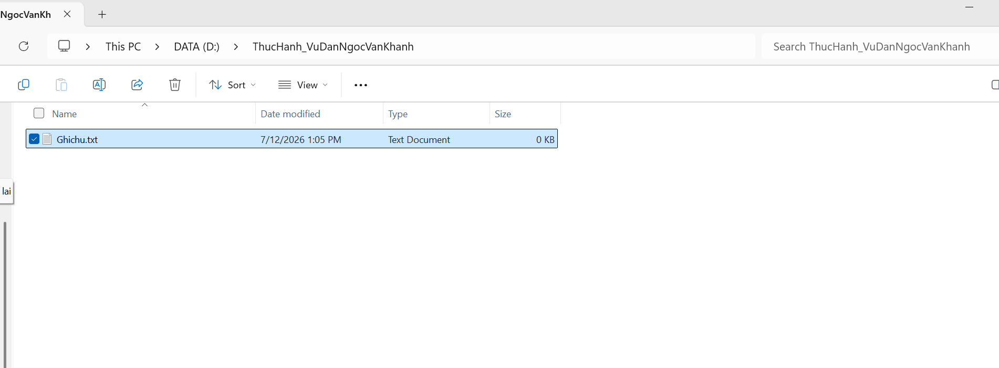 NgocVanKh
This PC > DATA (D:) > ThucHanh_VuDanNgocVanKhanh
Search ThucHanh_VuDanNgocVanKhanh
Sort View
Name Date modified Type Size
Ghichu.txt 7/12/2026 1:05 PM Text Document 0 KB
lai